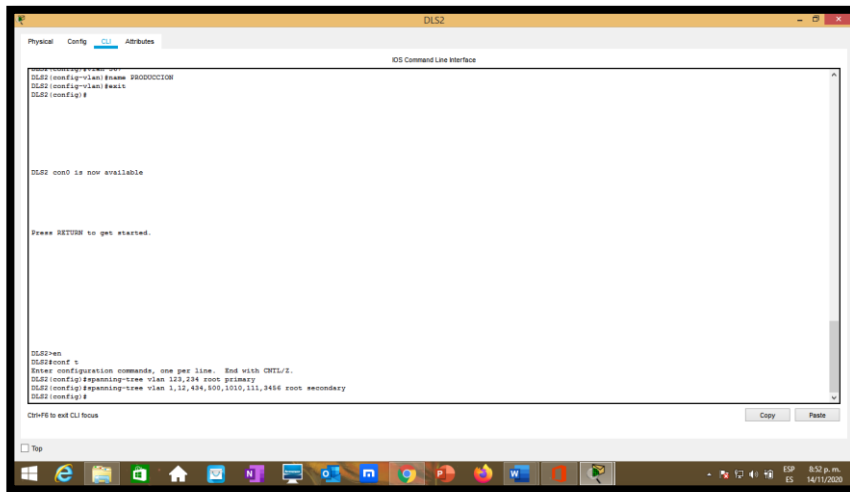 DLS2
Physical Config CLI Attributes
IOS Command Line Interface
DLS2(config-vlan)#name PRODUCCION
DLS2(config-vlan)#exit
DLS2(config)#
DLS2 con0 is now available
Press RETURN to get started.
DLS2>en
DLS2#conf t
Enter configuration commands, one per line. End with CNTL/Z.
DLS2(config)#spanning-tree vlan 123,234 root primary
DLS2(config)#spanning-tree vlan 1,12,434,500,1010,111,3456 root secondary
DLS2(config)#
Ctrl+F6 to exit CLI focus
Copy Paste
Top
ESP 8:52 p. m.
ES 14/11/2020